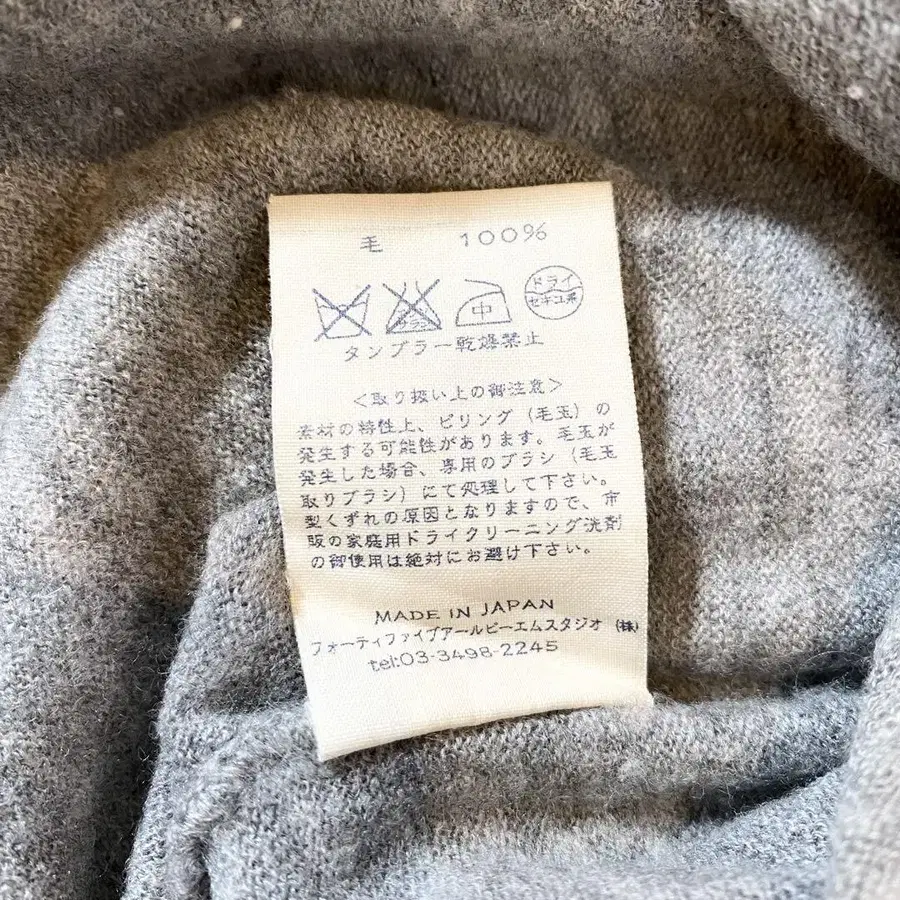 毛 100%
中 ドライ
セキユ系
タンブラー乾燥禁止
<取り扱い上の御注意>
素材の特性上、ピリング(毛玉)の
発生する可能性があります。毛玉が
発生した場合、専用のブラシ(毛玉
取りブラシ)にて処理して下さい。
型くずれの原因となりますので、市
販の家庭用ドライクリーニング洗剤
の御使用は絶対にお避け下さい。
MADE IN JAPAN
フォーティファイブアールピーエムスタジオ(株)
tel:03-3498-2245